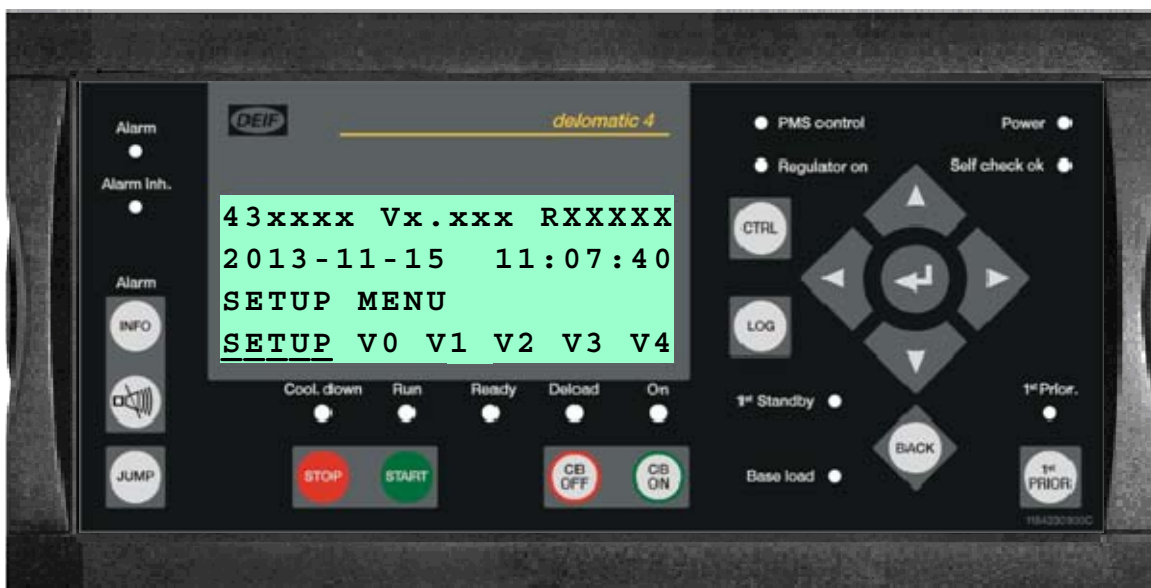 DEIF
delomatic 4
Alarm
Alarm Inh.
43xxxx Vx.xxx RXXXXX
2013-11-15 11:07:40
SETUP MENU
SETUP V0 V1 V2 V3 V4
PMS control
Power
Regulator on
Self check ok
CTRL
LOG
Alarm
INFO
JUMP
Cool. down
Run
Ready
Deload
On
STOP
START
CB
OFF
CB
ON
1st Standby
Base load
BACK
1st Prior.
1st
PRIOR.
1184230900C